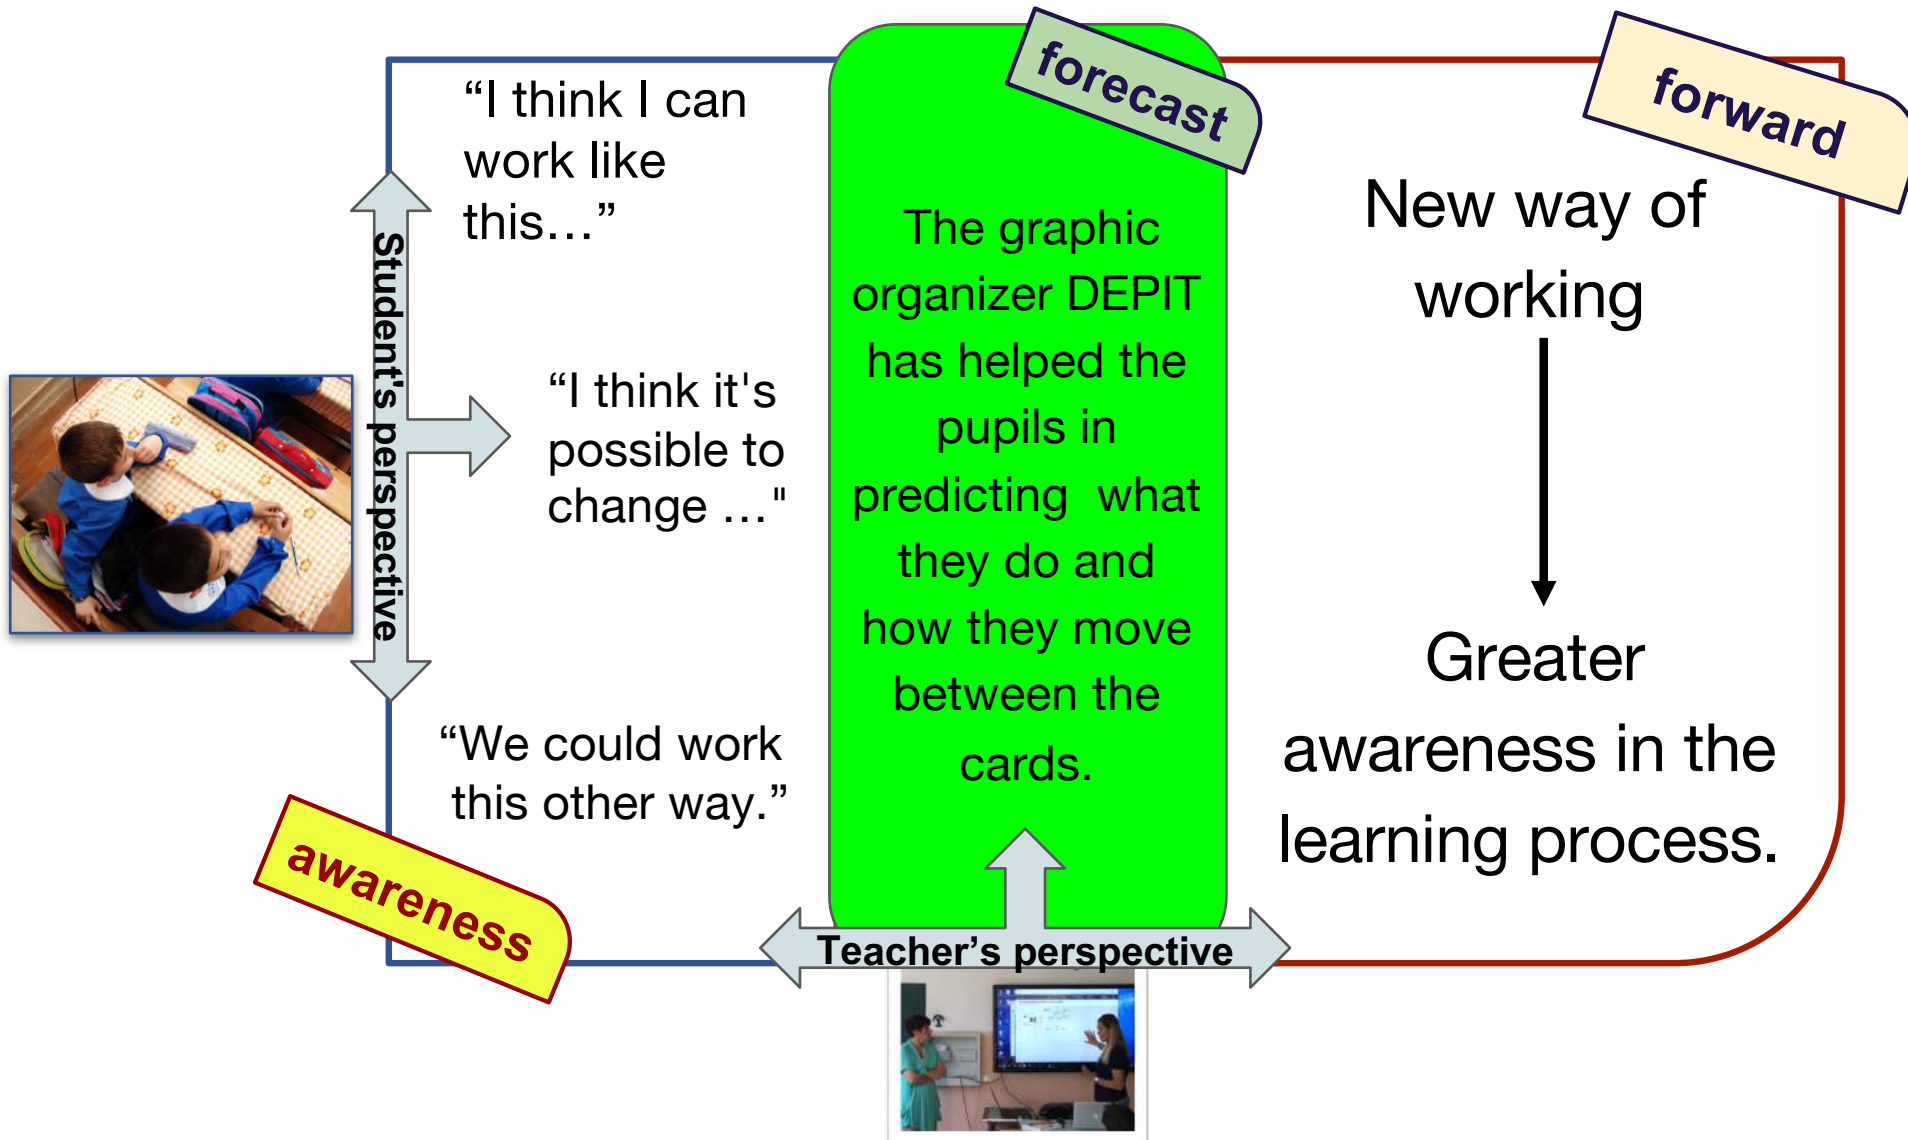 “I think I can
work like
this…”
Student's perspective
“I think it's
possible to
change …"
“We could work
this other way.”
awareness
forecast
The graphic
organizer DEPIT
has helped the
pupils in
predicting  what
they do and
how they move
between the
cards.
Teacher’s perspective
forward
New way of
working
Greater
awareness in the
learning process.